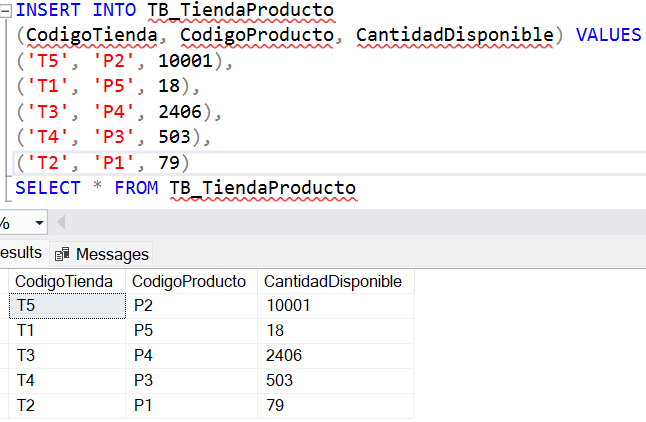 INSERT INTO TB_TiendaProducto
(CodigoTienda, CodigoProducto, CantidadDisponible) VALUES
('T5', 'P2', 10001),
('T1', 'P5', 18),
('T3', 'P4', 2406),
('T4', 'P3', 503),
('T2', 'P1', 79)
SELECT * FROM TB_TiendaProducto
%
esults Messages
CodigoTienda CodigoProducto CantidadDisponible
T5 P2 10001
T1 P5 18
T3 P4 2406
T4 P3 503
T2 P1 79